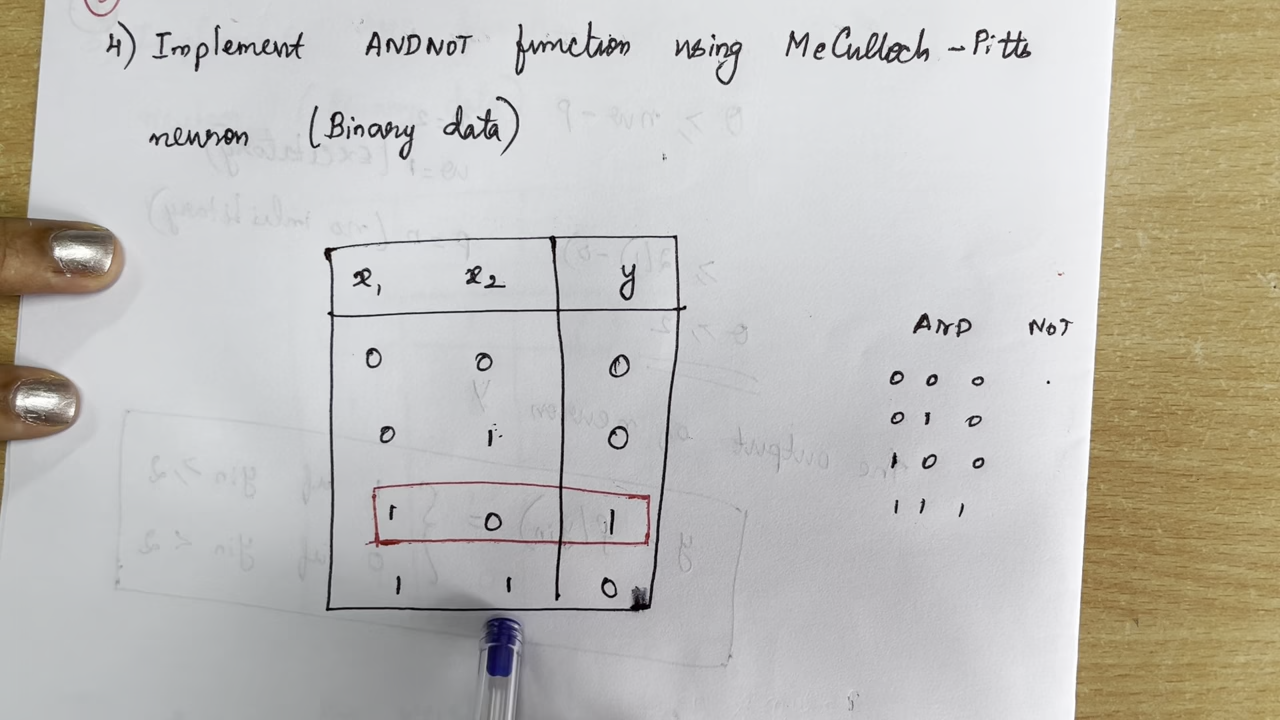 4) Implement ANDNOT function using McCulloch-Pitts
neuron (Binary data)
x₁ x₂ y
0 0 0
0 1 0
1 0 1
1 1 0
AND NOT
0 0 0
0 1 0
1 0 0
1 1 1